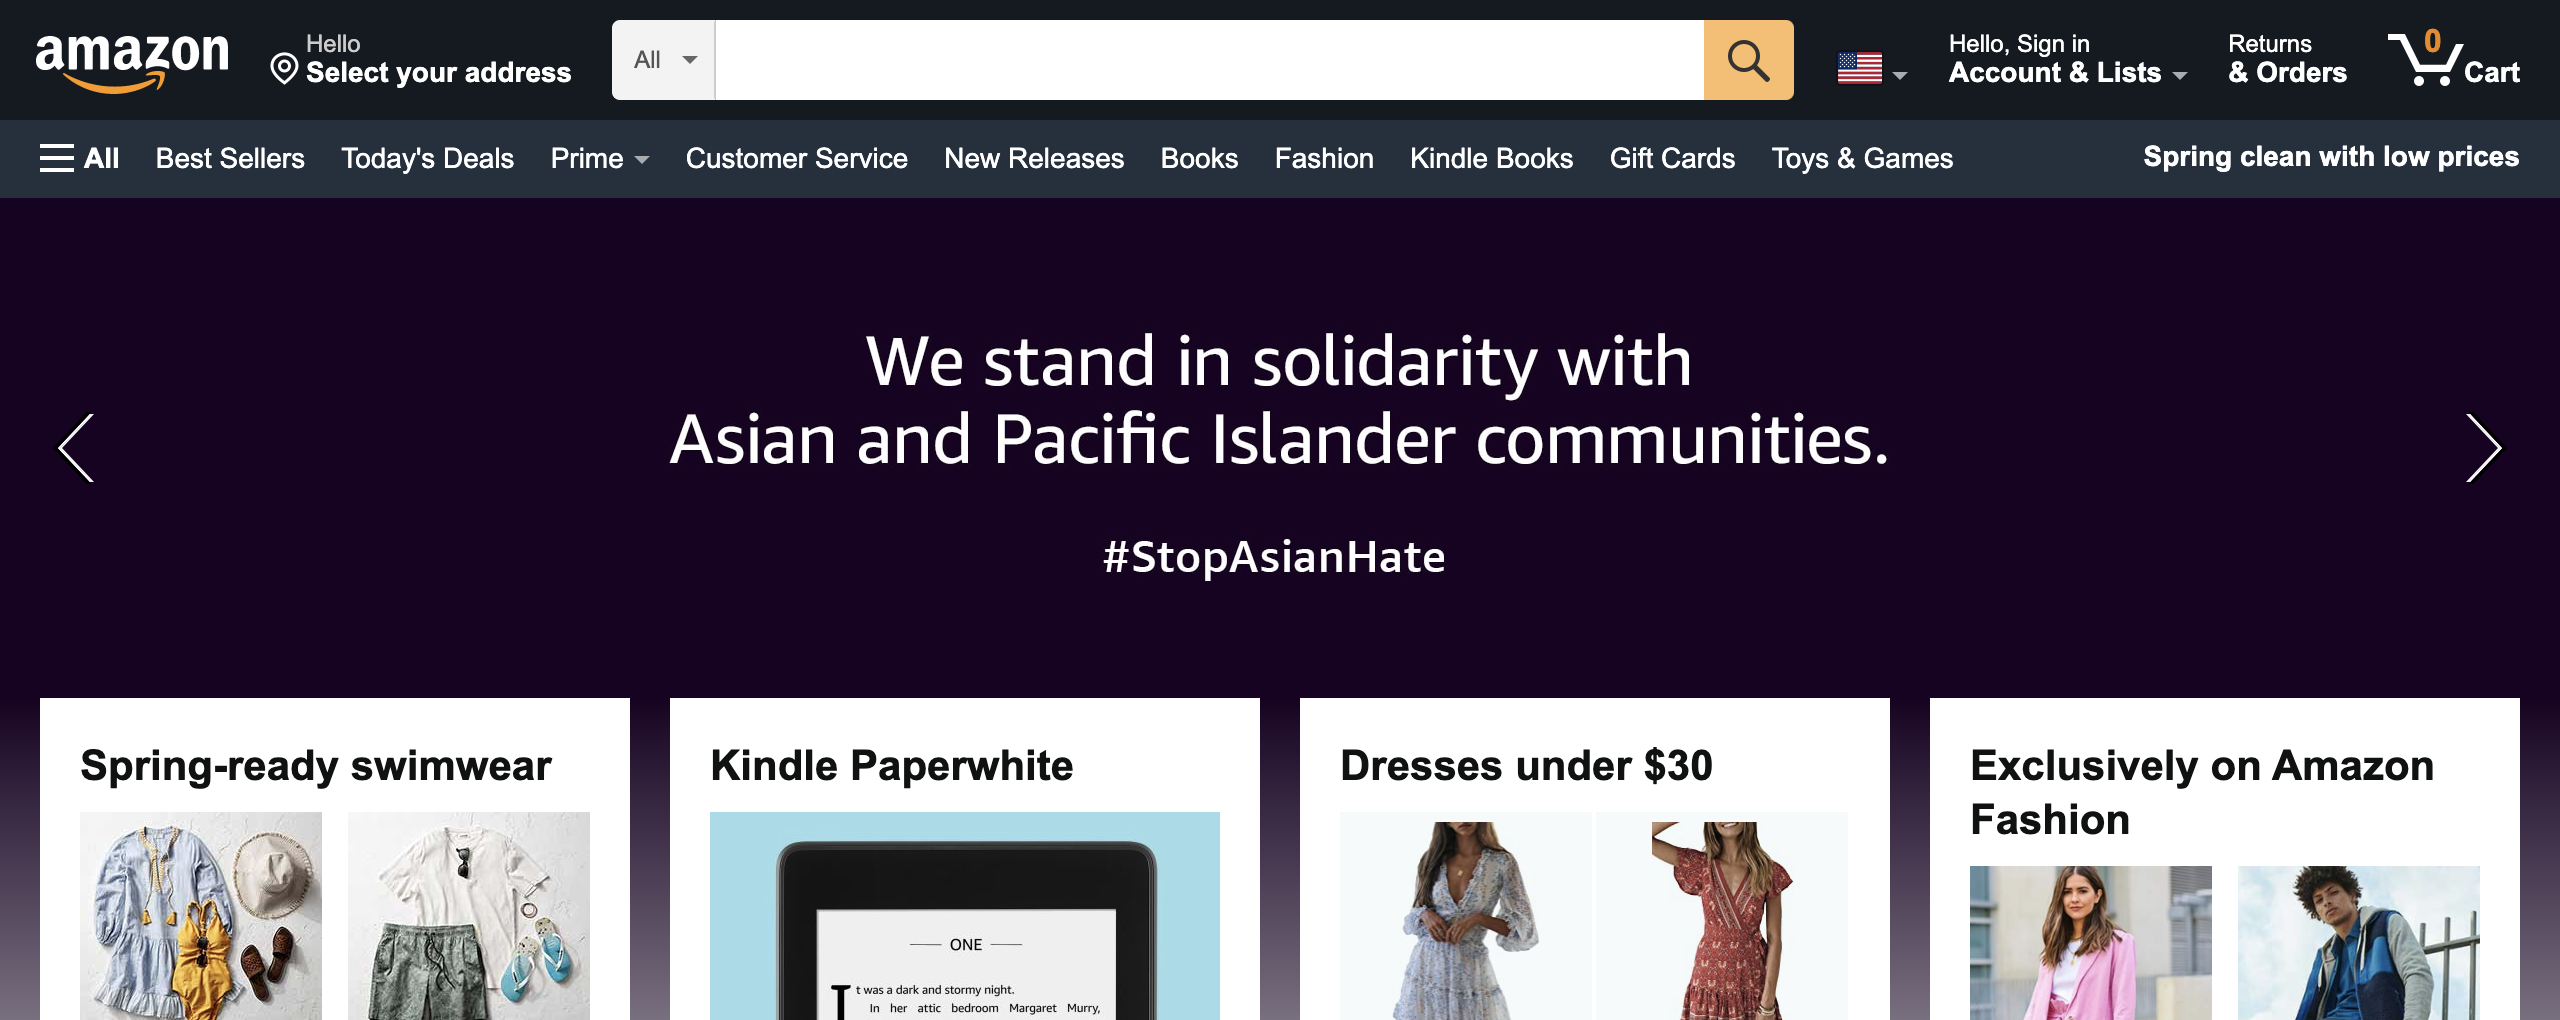 amazon
Hello
Select your address
All
Hello, Sign in
Account & Lists
Returns
& Orders
0
Cart
All
Best Sellers
Today's Deals
Prime
Customer Service
New Releases
Books
Fashion
Kindle Books
Gift Cards
Toys & Games
Spring clean with low prices
We stand in solidarity with
Asian and Pacific Islander communities.
#StopAsianHate
Spring-ready swimwear
Kindle Paperwhite
Dresses under $30
Exclusively on Amazon
Fashion
ONE
It was a dark and stormy night.
In her attic bedroom Margaret Murry,